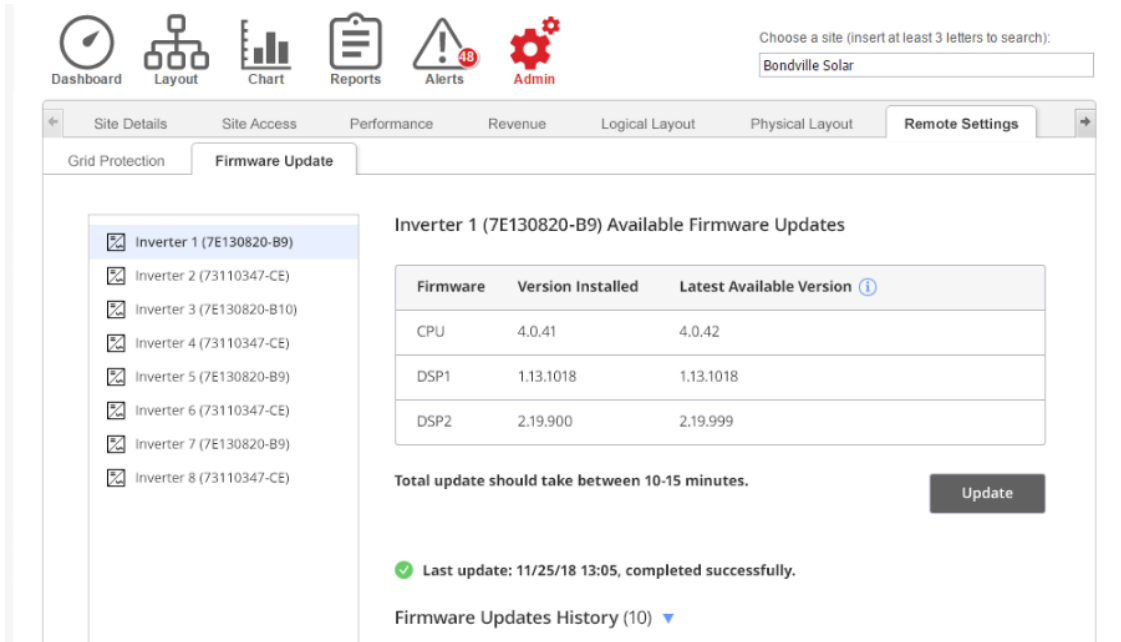 Choose a site (insert at least 3 letters to search):
Bondville Solar
48
Dashboard Layout Chart Reports Alerts Admin
Site Details Site Access Performance Revenue Logical Layout Physical Layout Remote Settings
Grid Protection Firmware Update
Inverter 1 (7E130820-B9)
Inverter 2 (73110347-CE)
Inverter 3 (7E130820-B10)
Inverter 4 (73110347-CE)
Inverter 5 (7E130820-B9)
Inverter 6 (73110347-CE)
Inverter 7 (7E130820-B9)
Inverter 8 (73110347-CE)
Inverter 1 (7E130820-B9) Available Firmware Updates
Firmware Version Installed Latest Available Version i
CPU 4.0.41 4.0.42
DSP1 1.13.1018 1.13.1018
DSP2 2.19.900 2.19.999
Total update should take between 10-15 minutes.
Update
Last update: 11/25/18 13:05, completed successfully.
Firmware Updates History (10)